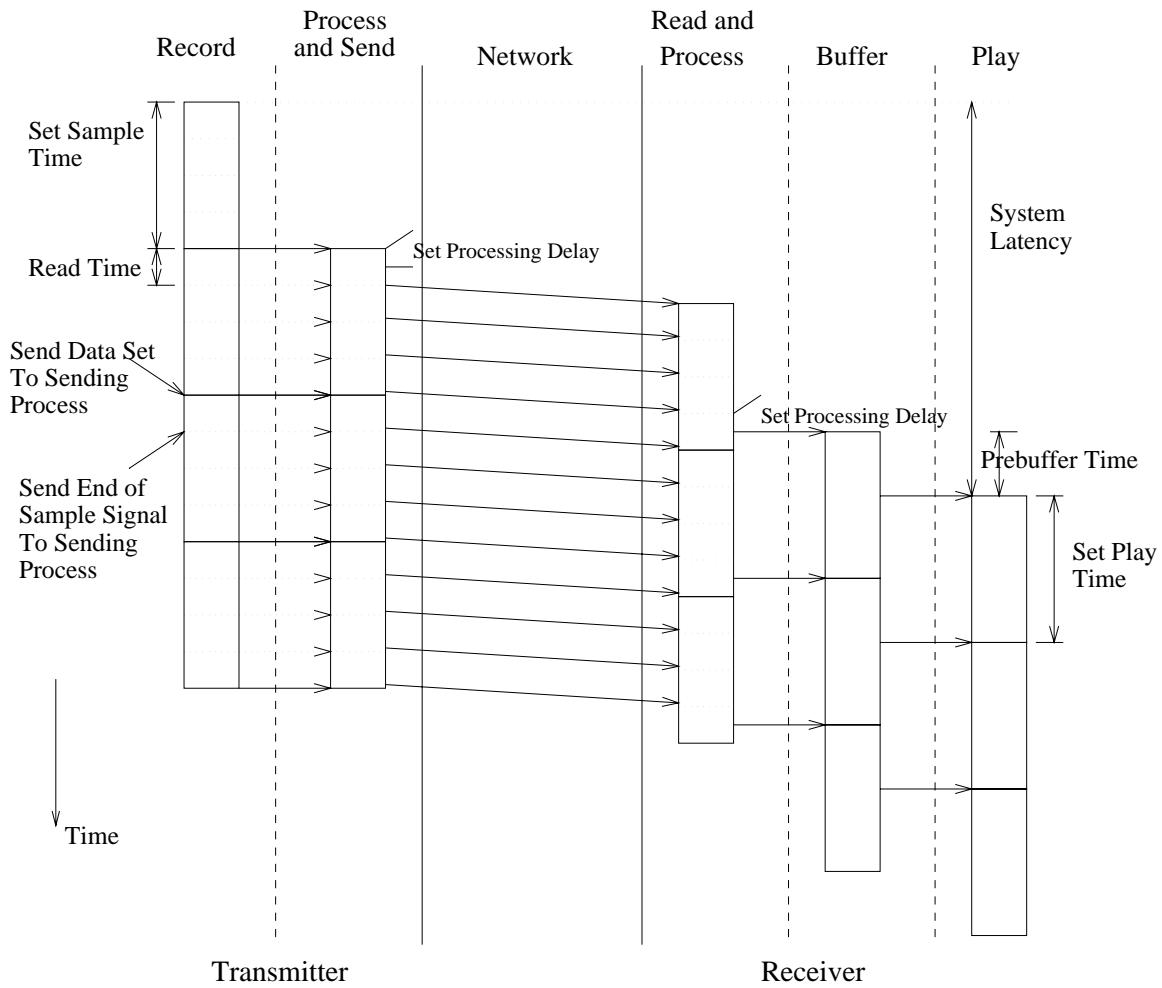 Record
Process
and Send
Network
Read and
Process
Buffer
Play
Set Sample
Time
System
Latency
Read Time
Set Processing Delay
Send Data Set
To Sending
Process
Set Processing Delay
Prebuffer Time
Send End of
Sample Signal
To Sending
Process
Set Play
Time
Time
Transmitter
Receiver